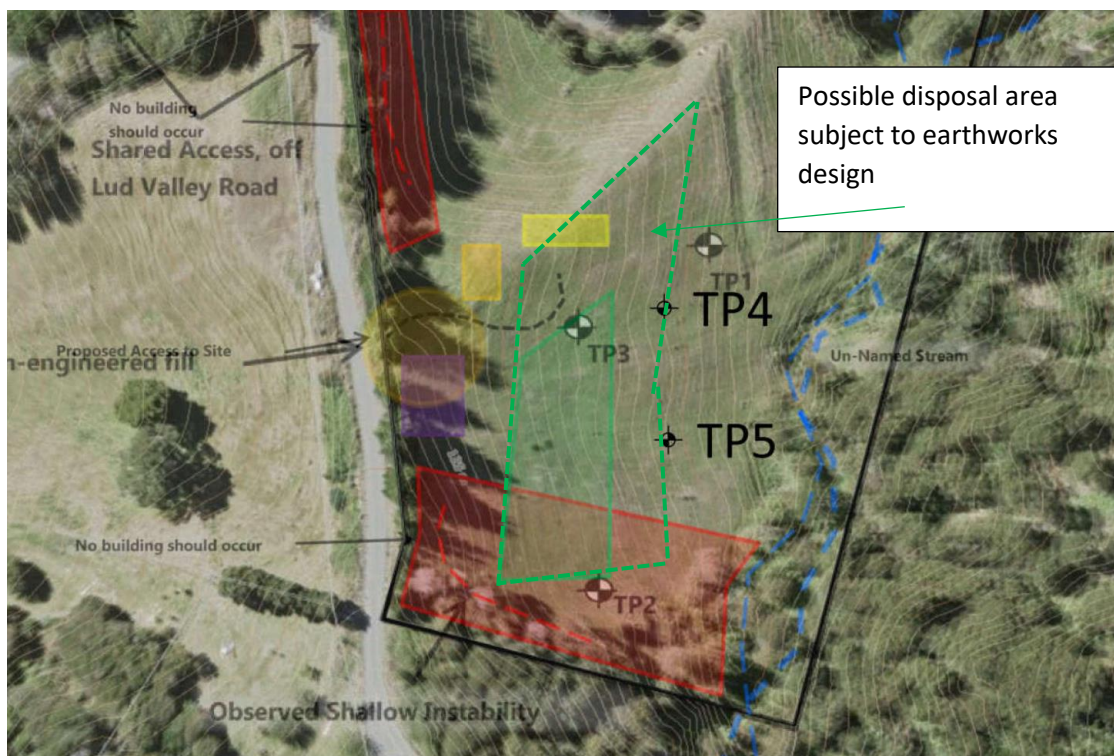 No building
should occur
Shared Access, off
Lud Valley Road
Possible disposal area
subject to earthworks
design
TP1
TP4
TP3
Proposed Access to Site
n-engineered fill
Un-Named Stream
TP5
No building should occur
TP2
Observed Shallow Instability